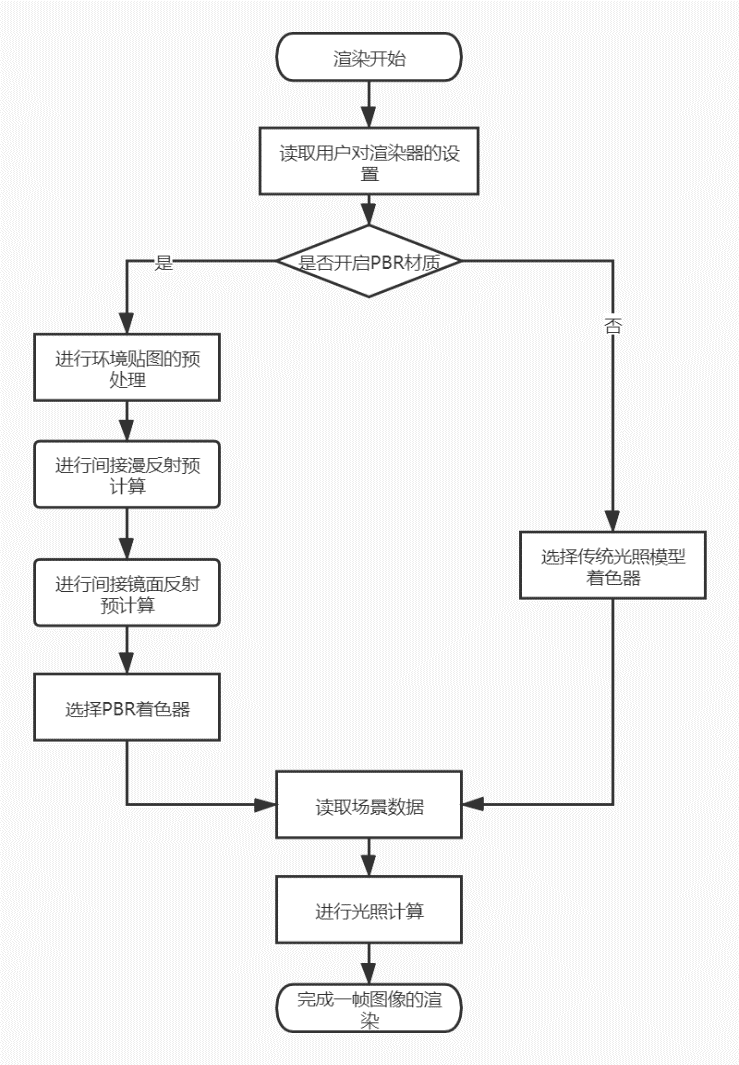 渲染开始
读取用户对渲染器的设
置
是否开启PBR材质
是
否
进行环境贴图的预
处理
进行间接漫反射预
计算
进行间接镜面反射
预计算
选择PBR着色器
选择传统光照模型
着色器
读取场景数据
进行光照计算
完成一帧图像的渲
染